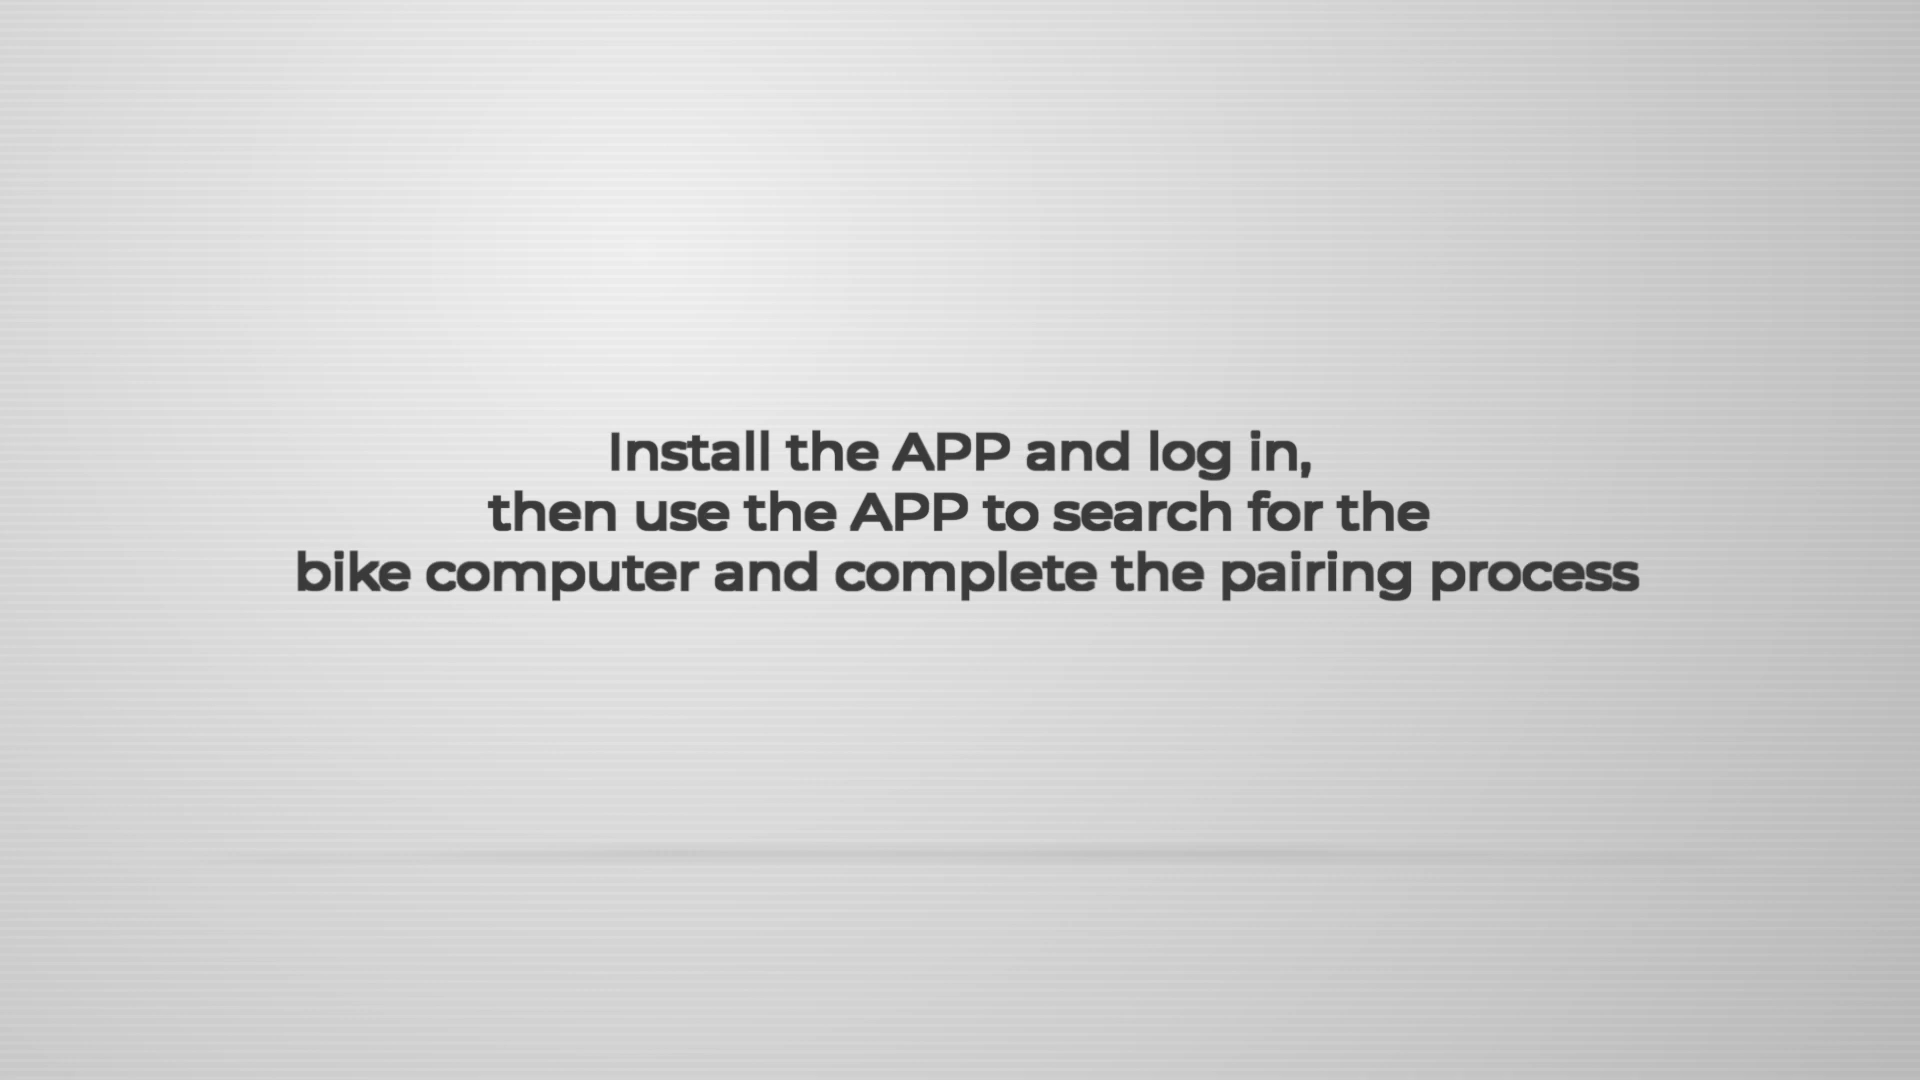 Install the APP and log in,
then use the APP to search for the
bike computer and complete the pairing process